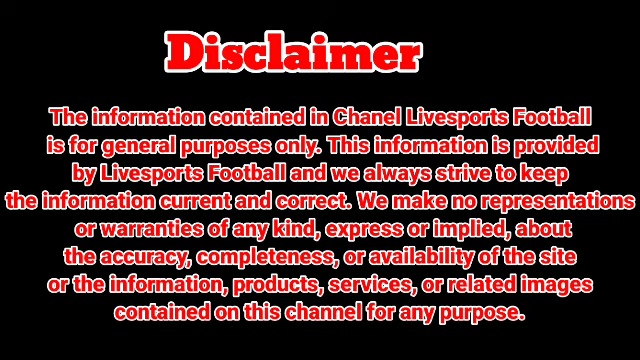 Disclaimer
The information contained in Chanel Livesports Football
is for general purposes only. This information is provided
by Livesports Football and we always strive to keep
the information current and correct. We make no representations
or warranties of any kind, express or implied, about
the accuracy, completeness, or availability of the site
or the information, products, services, or related images
contained on this channel for any purpose.